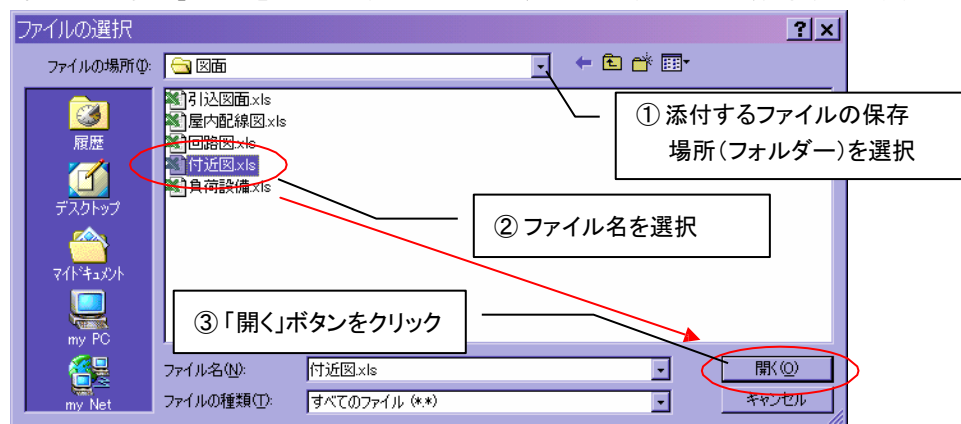 ファイルの選択
ファイルの場所(I):
図面
引込図面.xls
屋内配線図.xls
回路図.xls
付近図.xls
負荷設備.xls
履歴
デスクトップ
マイドキュメント
my PC
my Net
① 添付するファイルの保存
場所（フォルダー）を選択
② ファイル名を選択
③ 「開く」ボタンをクリック
ファイル名(N):
付近図.xls
開く(O)
ファイルの種類(T):
すべてのファイル (*.*)
キャンセル